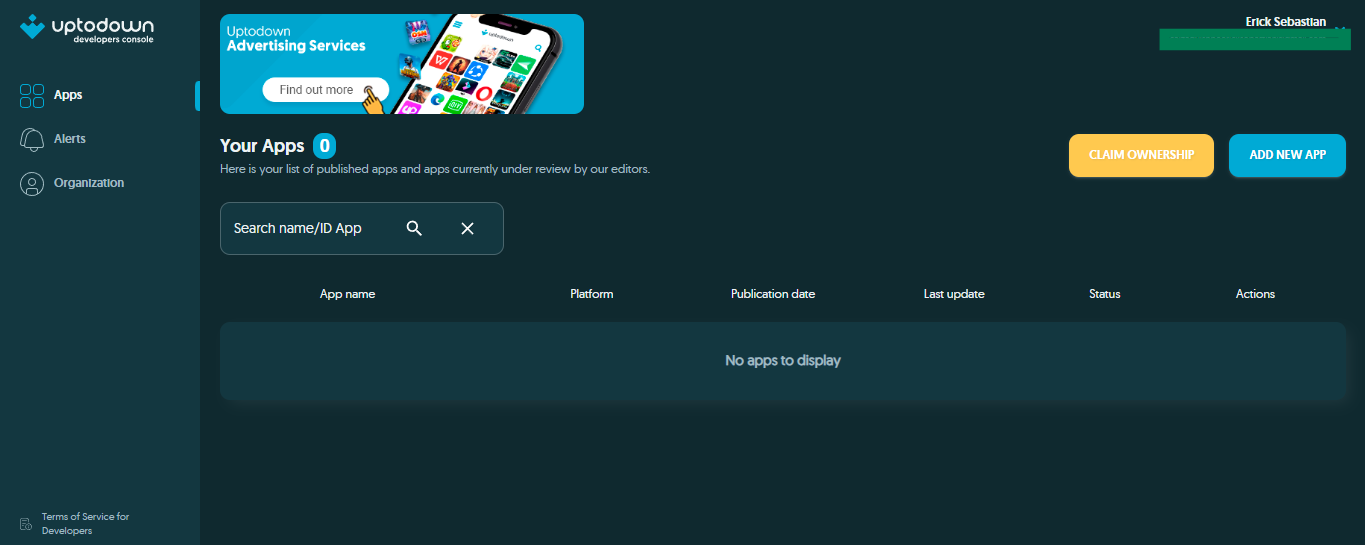 uptodown
developers console
Apps
Alerts
Organization
Terms of Service for
Developers
Uptodown
Advertising Services
Find out more
uptodown
Erick Sebastian
Your Apps 0
Here is your list of published apps and apps currently under review by our editors.
CLAIM OWNERSHIP
ADD NEW APP
Search name/ID App
App name Platform Publication date Last update Status Actions
No apps to display